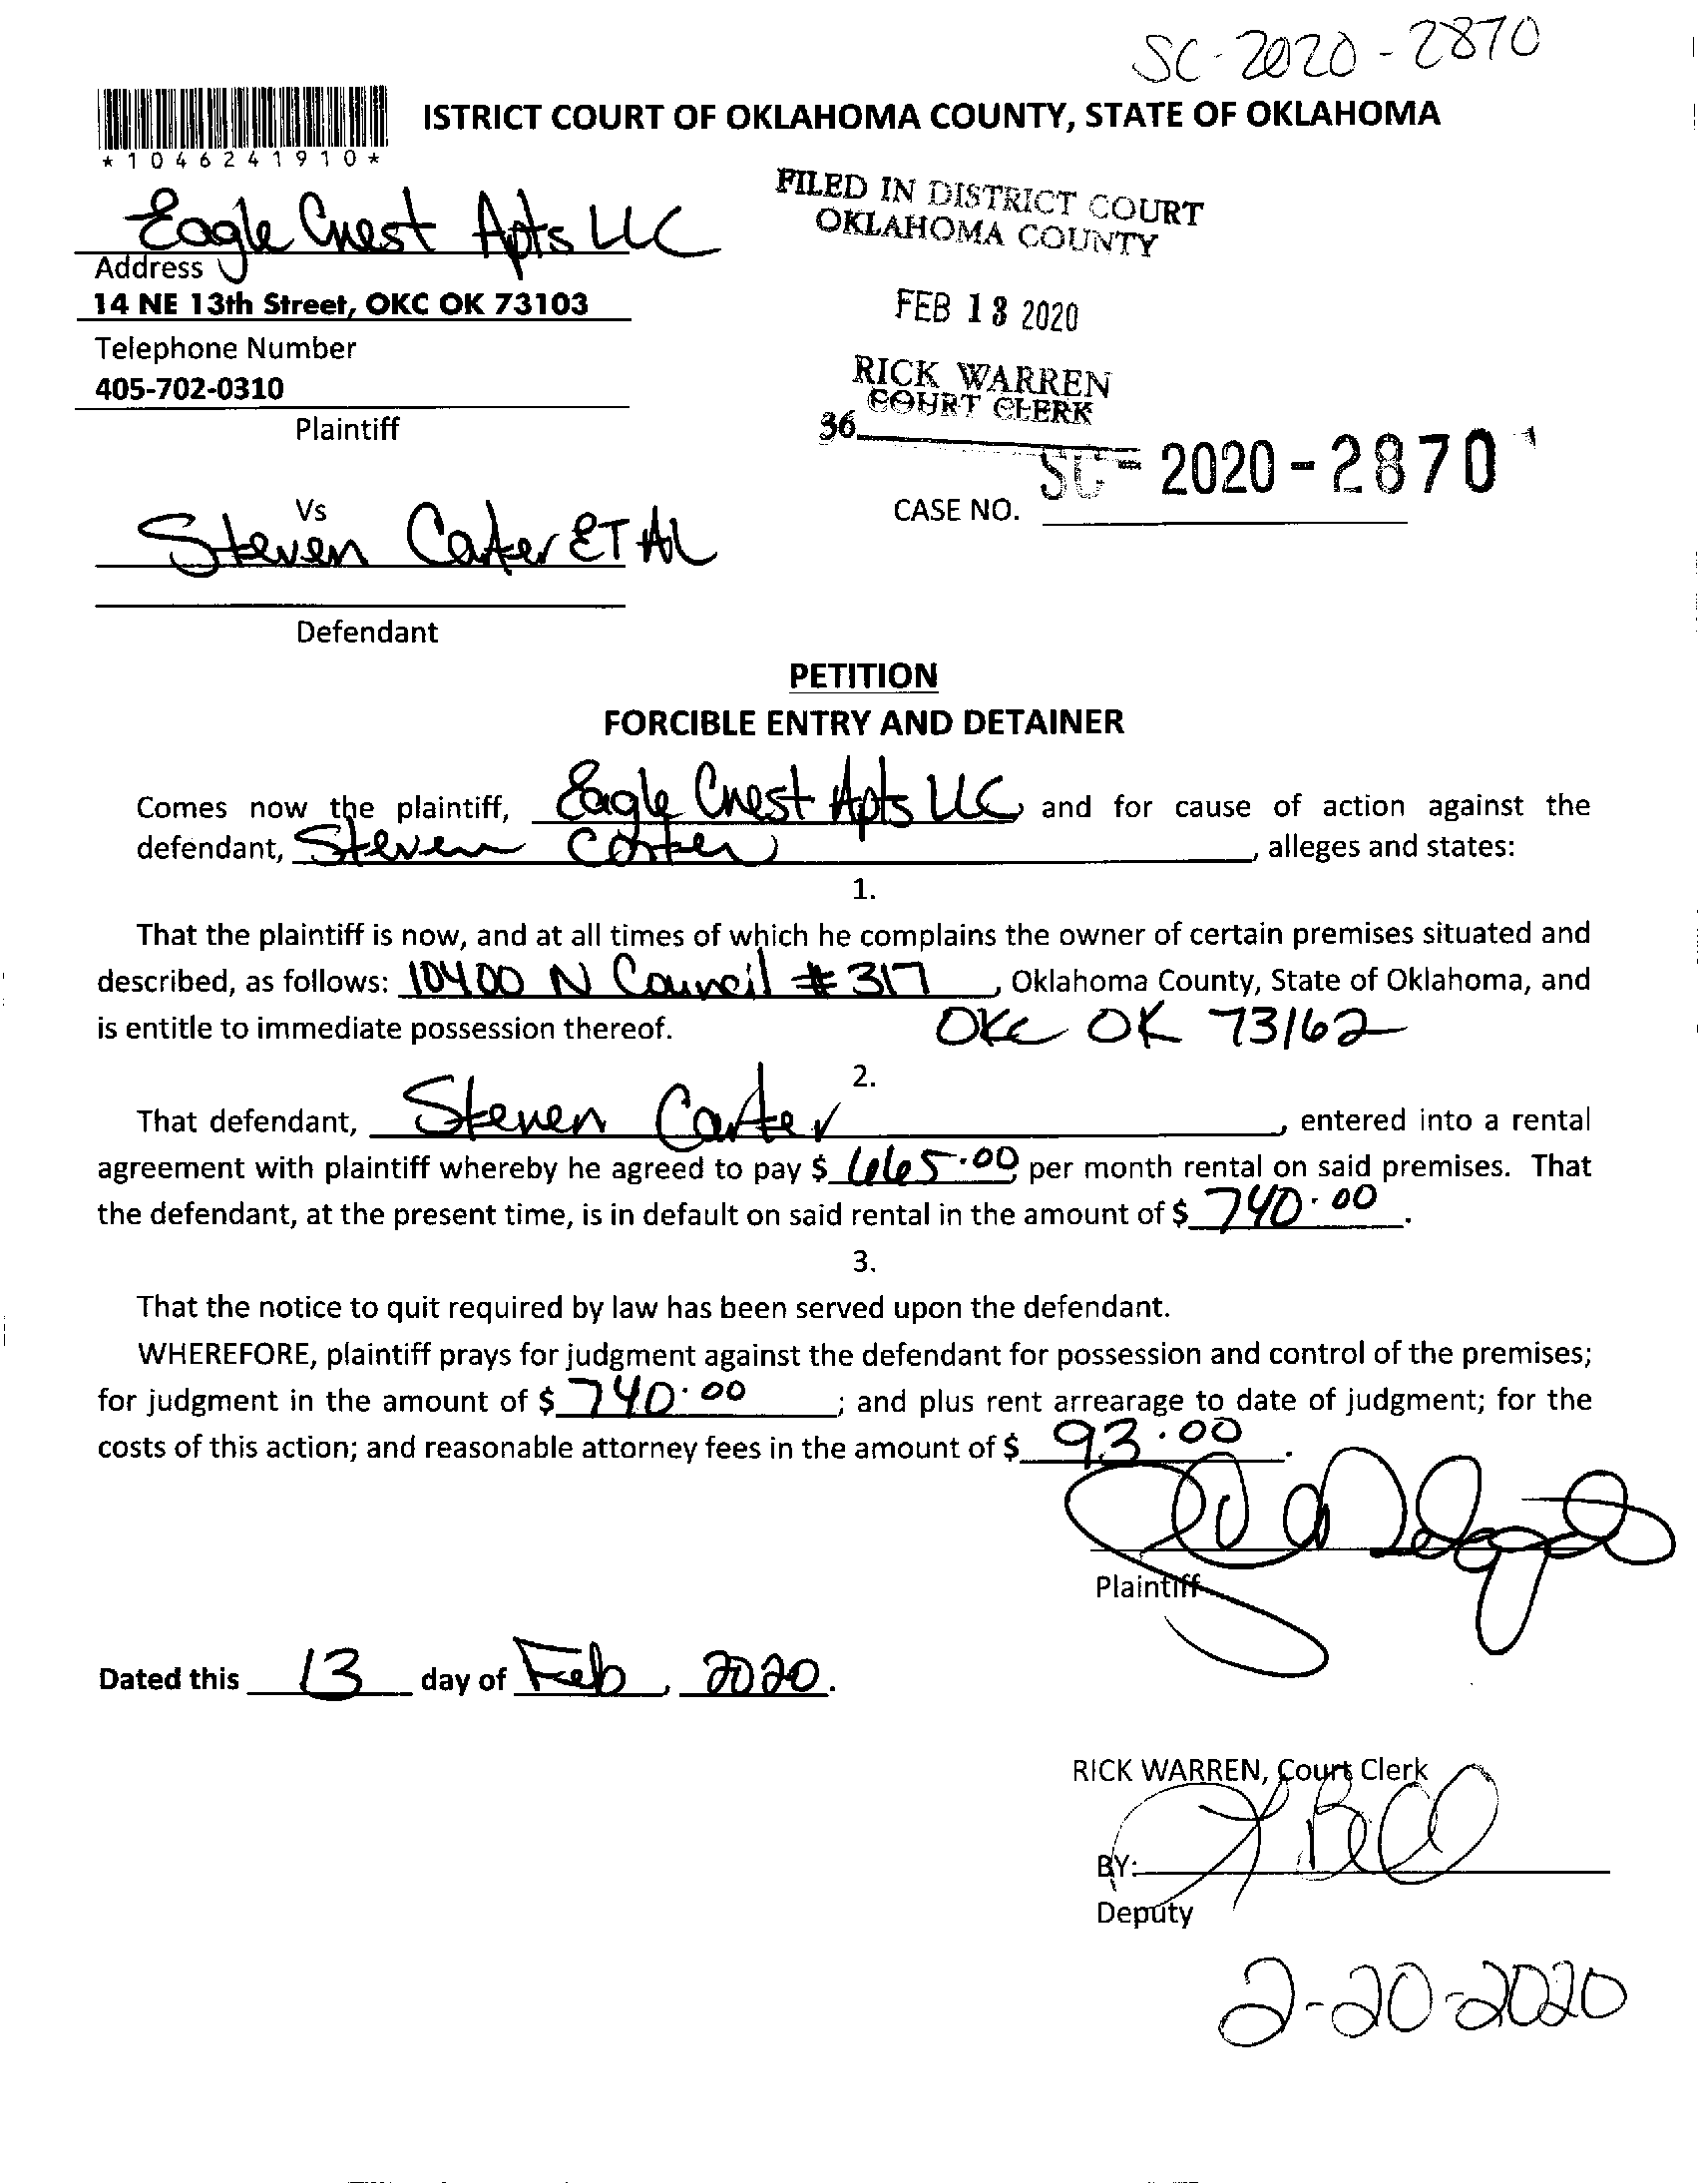 SC-2020-2870
ISTRICT COURT OF OKLAHOMA COUNTY, STATE OF OKLAHOMA
*1046241910*
FILED IN DISTRICT COURT
OKLAHOMA COUNTY
Eagle Crest Apts LLC
Address
14 NE 13th Street, OKC OK 73103
FEB 13 2020
Telephone Number
405-702-0310
RICK WARREN
COURT CLERK
36
Plaintiff
SC-2020-2870
CASE NO.
Vs
Steven Carter ET AL
Defendant
PETITION
FORCIBLE ENTRY AND DETAINER
Comes now the plaintiff, Eagle Crest Apts LLC and for cause of action against the
defendant, Steven Carter, alleges and states:
1.
That the plaintiff is now, and at all times of which he complains the owner of certain premises situated and
described, as follows: 10400 N Council #317, Oklahoma County, State of Oklahoma, and
is entitle to immediate possession thereof. OKC OK 73162
2.
That defendant, Steven Carter, entered into a rental
agreement with plaintiff whereby he agreed to pay $ 665.00 per month rental on said premises. That
the defendant, at the present time, is in default on said rental in the amount of $ 740.00.
3.
That the notice to quit required by law has been served upon the defendant.
WHEREFORE, plaintiff prays for judgment against the defendant for possession and control of the premises;
for judgment in the amount of $ 740.00; and plus rent arrearage to date of judgment; for the
costs of this action; and reasonable attorney fees in the amount of $ 93.00.
Plaintiff
Dated this 13 day of Feb, 2020.
RICK WARREN, Court Clerk
BY:
Deputy
2-20-2020